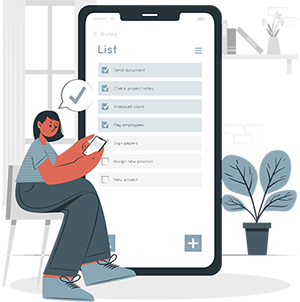 Notes
List
Send document
Check project notes
Videocall client
Pay employees
Sign papers
Assign new position
New project